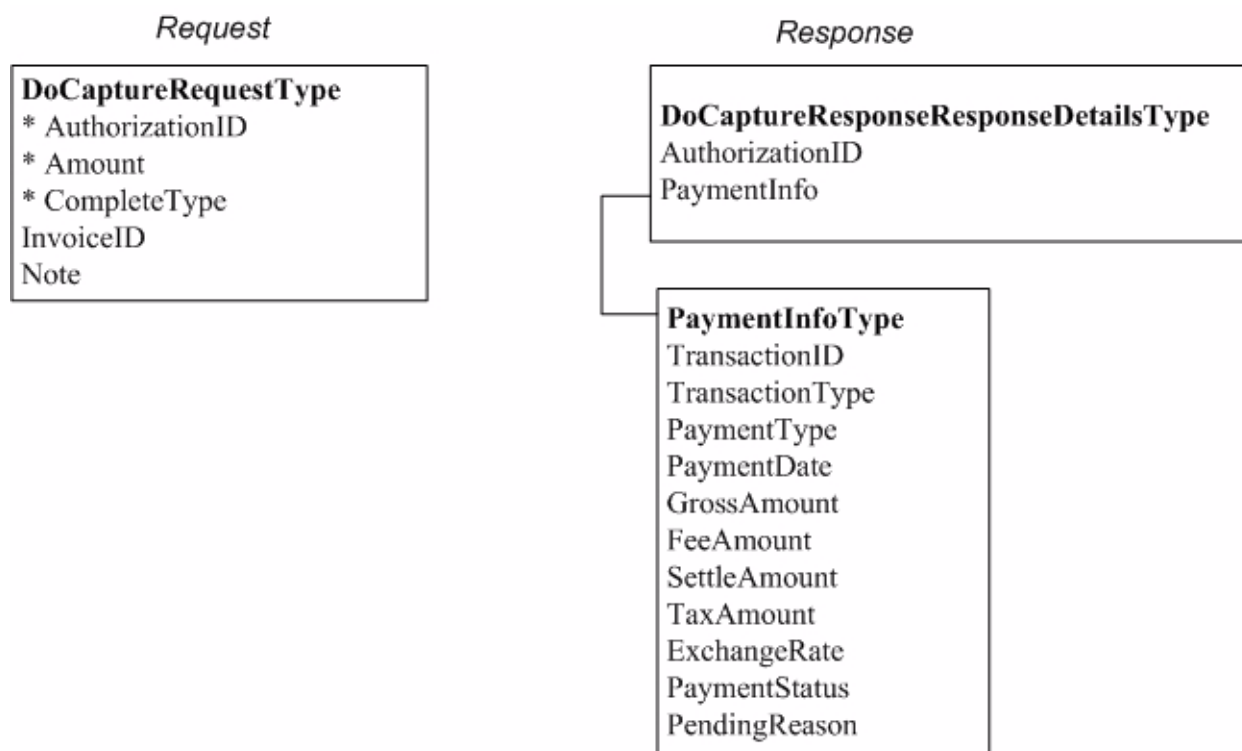 Request
DoCaptureRequestType
* AuthorizationID
* Amount
* CompleteType
InvoiceID
Note
Response
DoCaptureResponseResponseDetailsType
AuthorizationID
PaymentInfo
PaymentInfoType
TransactionID
TransactionType
PaymentType
PaymentDate
GrossAmount
FeeAmount
SettleAmount
TaxAmount
ExchangeRate
PaymentStatus
PendingReason